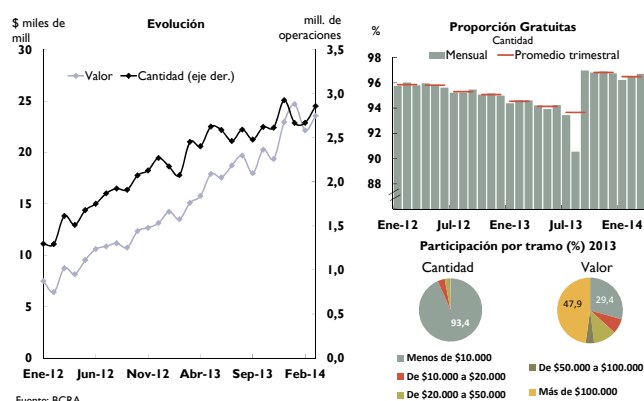 $ miles de
mill
Evolución
mill. de
operaciones
30
25
20
15
10
5
0
3,5
3,0
2,5
2,0
1,5
1,0
0,5
0,0
Valor
Cantidad (eje der.)
Ene-12
Jun-12
Nov-12
Abr-13
Sep-13
Feb-14
Fuente: BCRA
%
Proporción Gratuitas
Cantidad
Mensual
Promedio trimestral
98
96
94
92
90
88
Ene-12
Jul-12
Ene-13
Jul-13
Ene-14
Participación por tramo (%) 2013
Cantidad
Valor
93,4
47,9
29,4
Menos de $10.000
De $10.000 a $20.000
De $20.000 a $50.000
De $50.000 a $100.000
Más de $100.000